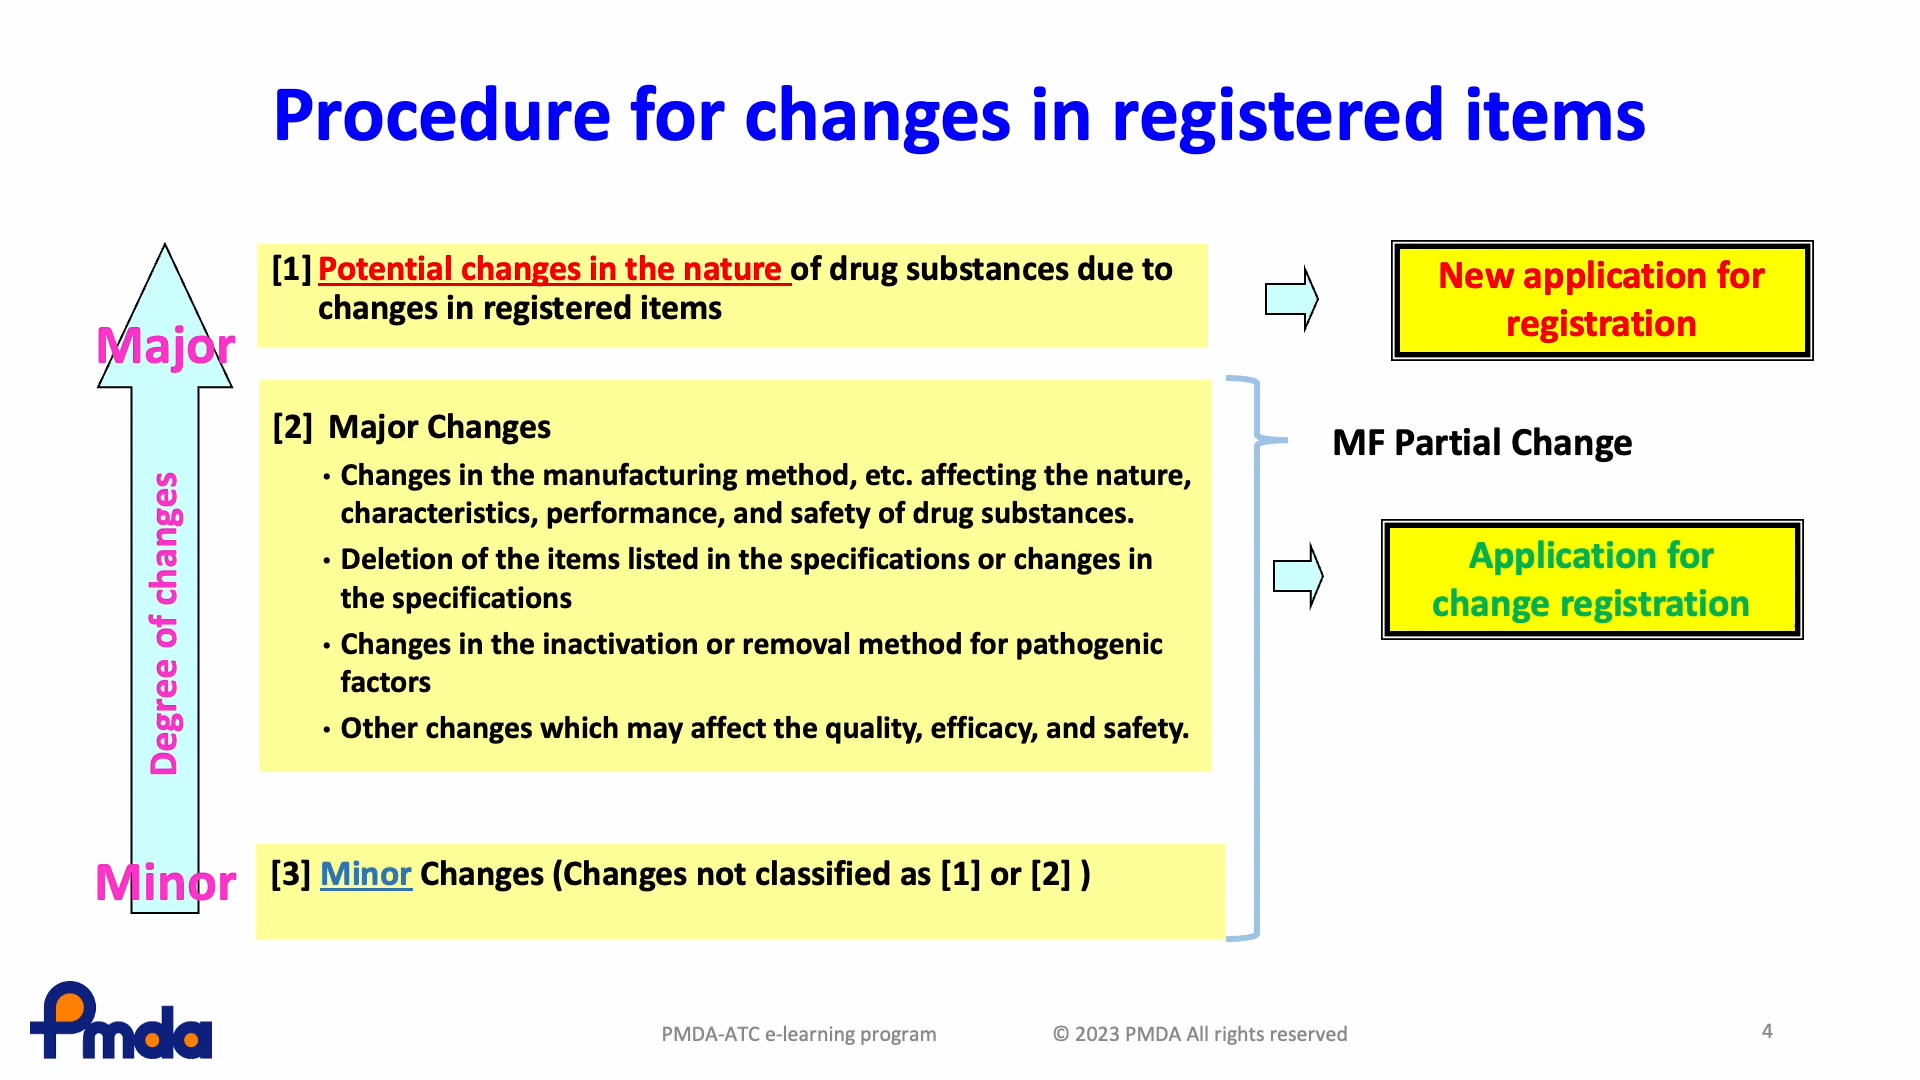 Procedure for changes in registered items
Major
Degree of changes
Minor
[1] Potential changes in the nature of drug substances due to
changes in registered items
New application for
registration
[2] Major Changes
• Changes in the manufacturing method, etc. affecting the nature,
characteristics, performance, and safety of drug substances.
• Deletion of the items listed in the specifications or changes in
the specifications
• Changes in the inactivation or removal method for pathogenic
factors
• Other changes which may affect the quality, efficacy, and safety.
MF Partial Change
Application for
change registration
[3] Minor Changes (Changes not classified as [1] or [2] )
Pmda
PMDA-ATC e-learning program
© 2023 PMDA All rights reserved
4